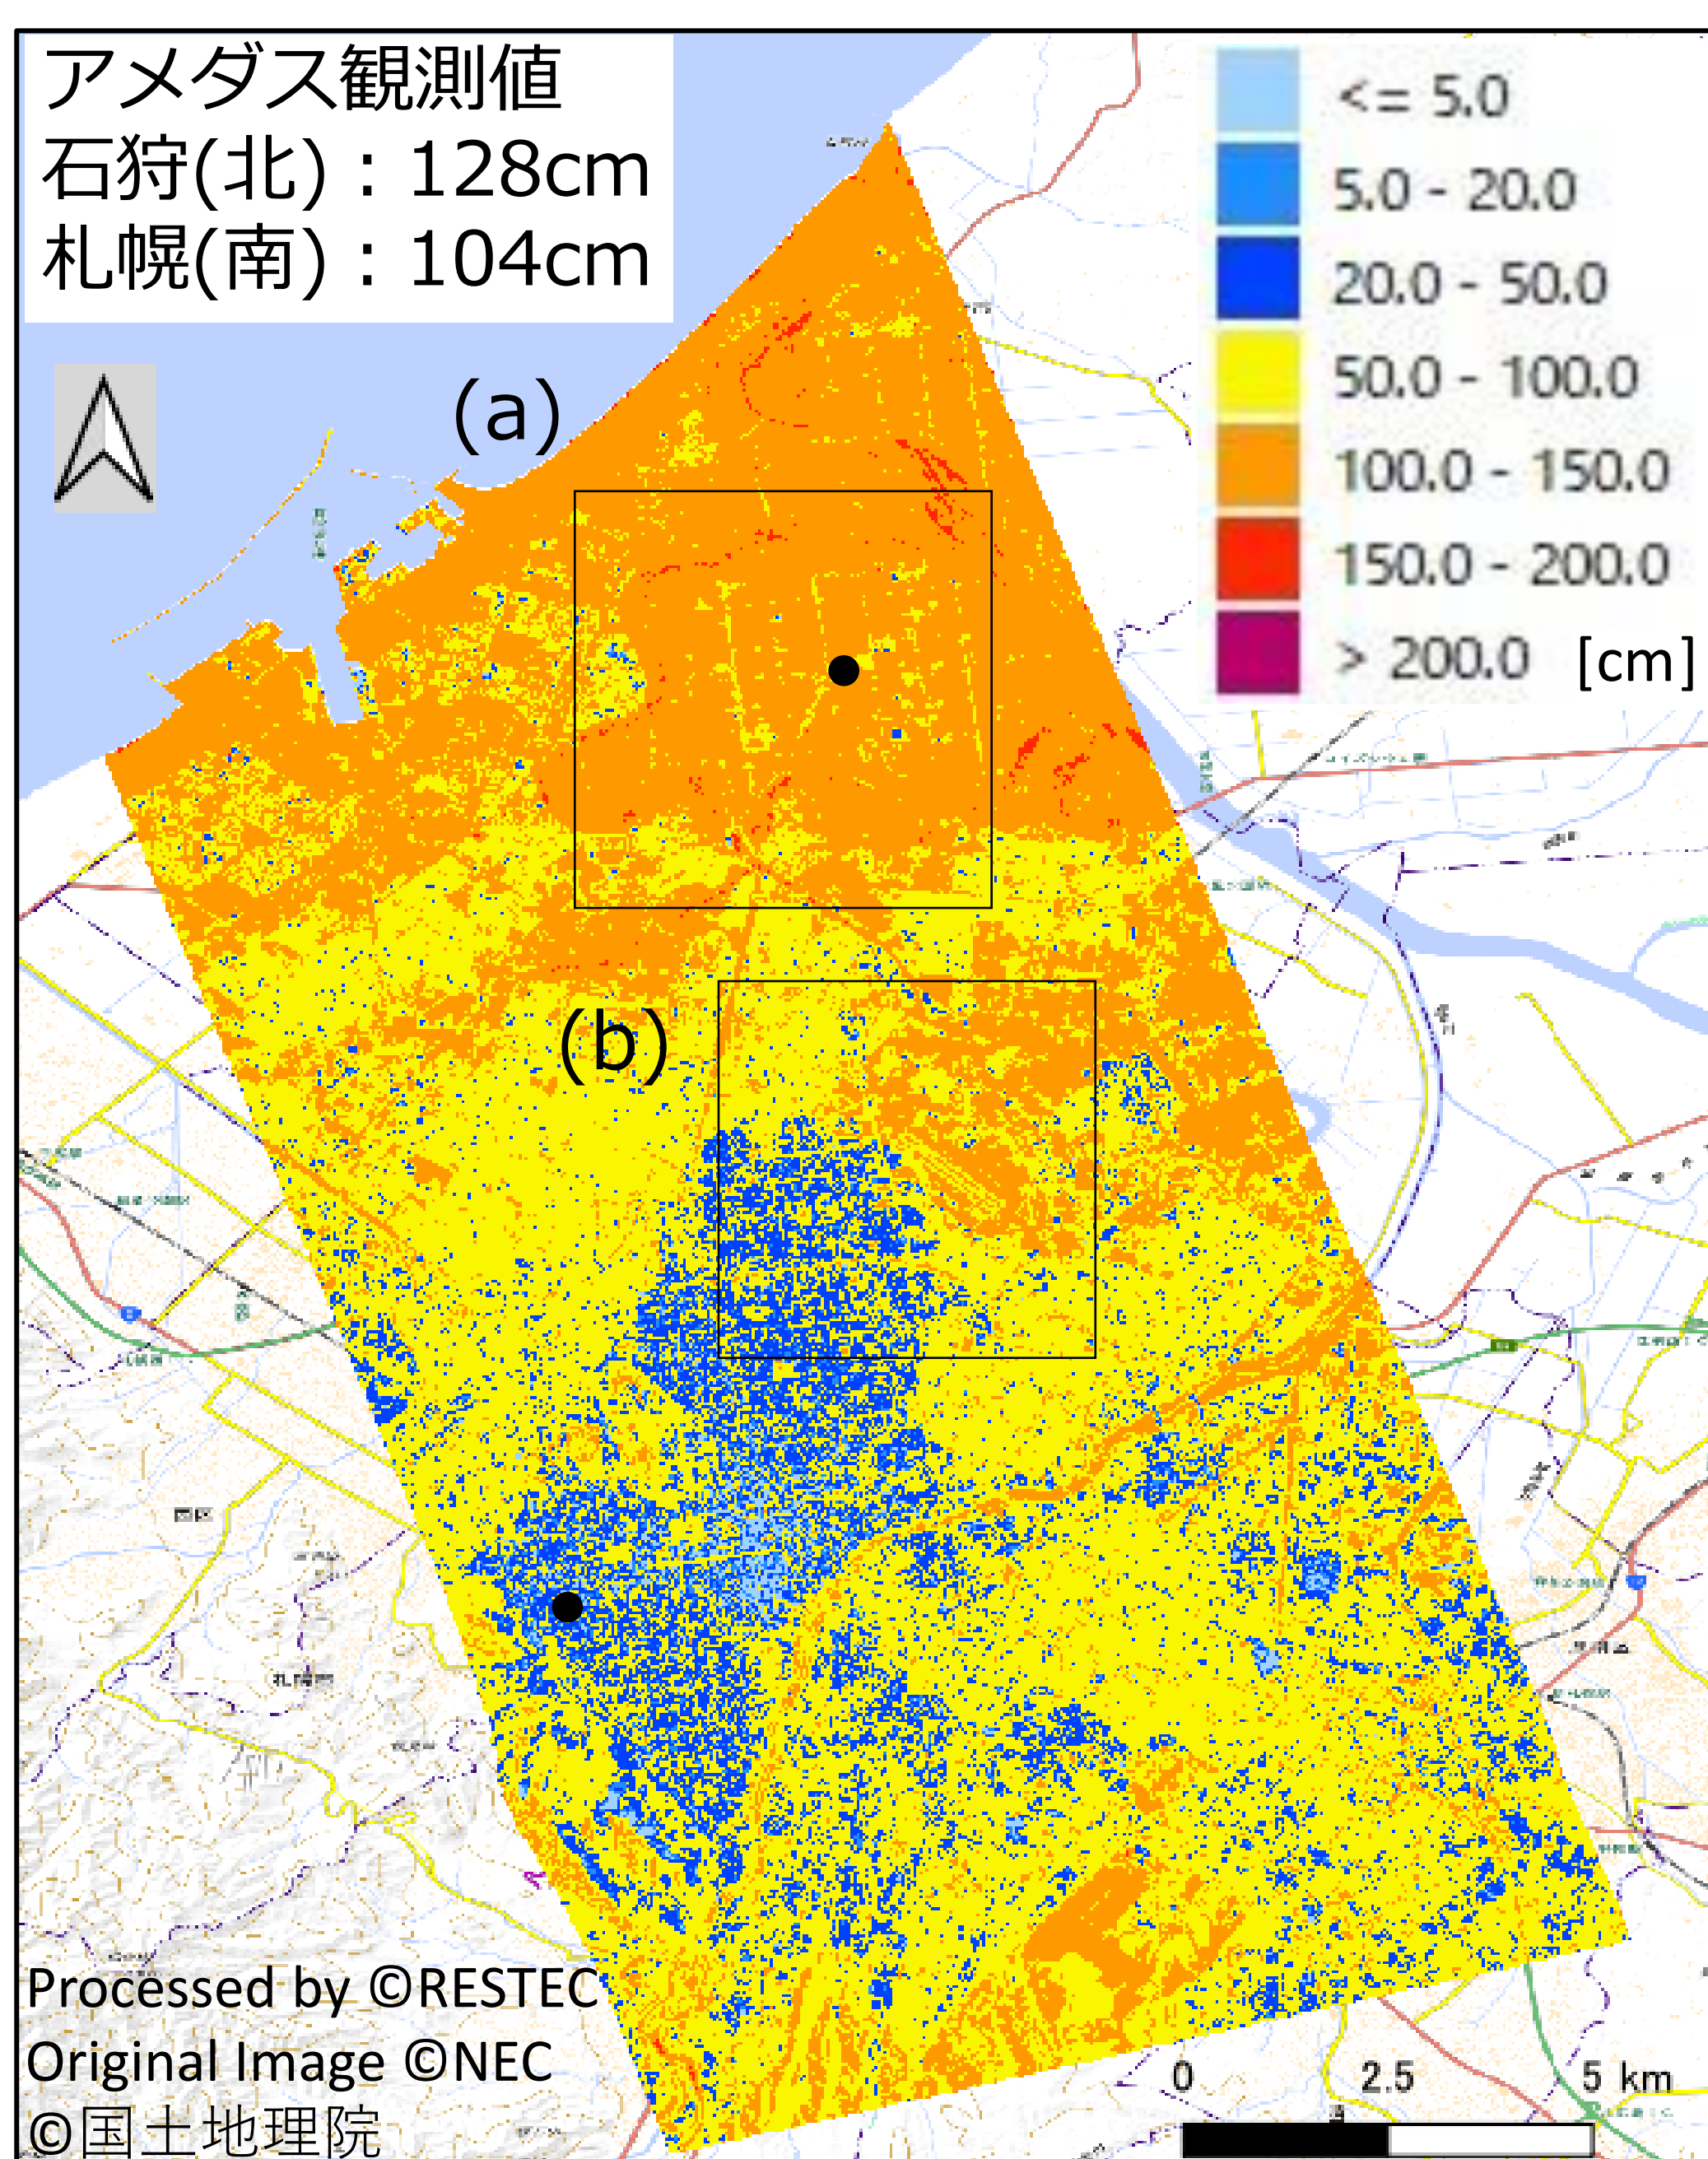 アメダス観測値
石狩(北)：128cm
札幌(南)：104cm
<= 5.0
5.0 - 20.0
20.0 - 50.0
50.0 - 100.0
100.0 - 150.0
150.0 - 200.0
> 200.0 [cm]
(a)
(b)
西区
Processed by ©RESTEC
Original Image ©NEC
©国土地理院
0 2.5 5 km